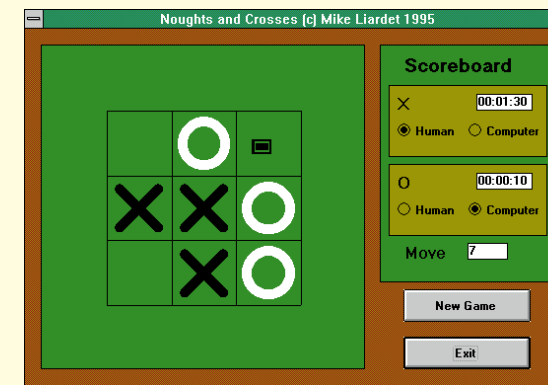 Noughts and Crosses (c) Mike Liardet 1995
Scoreboard
X 00:01:30
Human Computer
O 00:00:10
Human Computer
Move 7
New Game
Exit